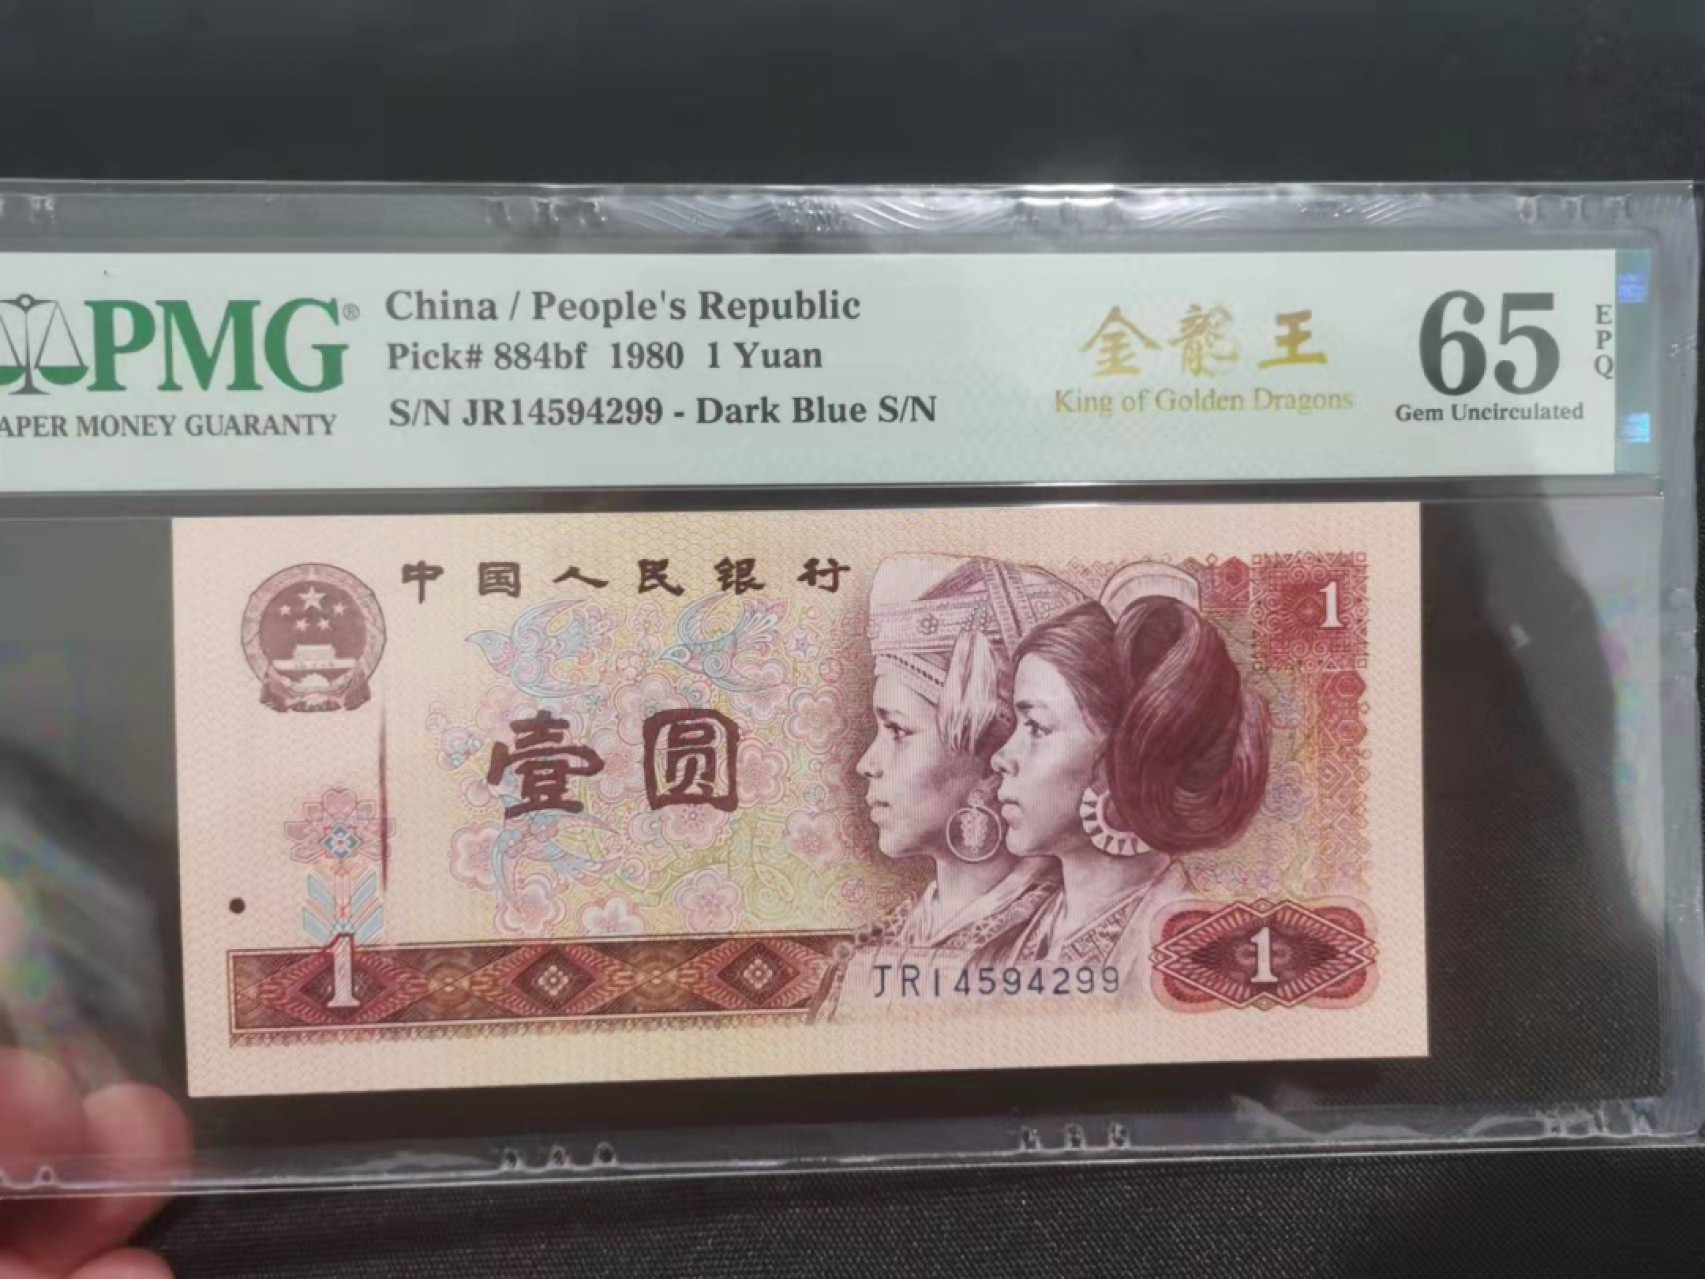 PMG®
APER MONEY GUARANTY
China / People's Republic
Pick# 884bf 1980 1 Yuan
S/N JR14594299 - Dark Blue S/N
金龍王
King of Golden Dragons
65
EPQ
Gem Uncirculated
中国人民银行
1
壹圆
1
JR14594299
1